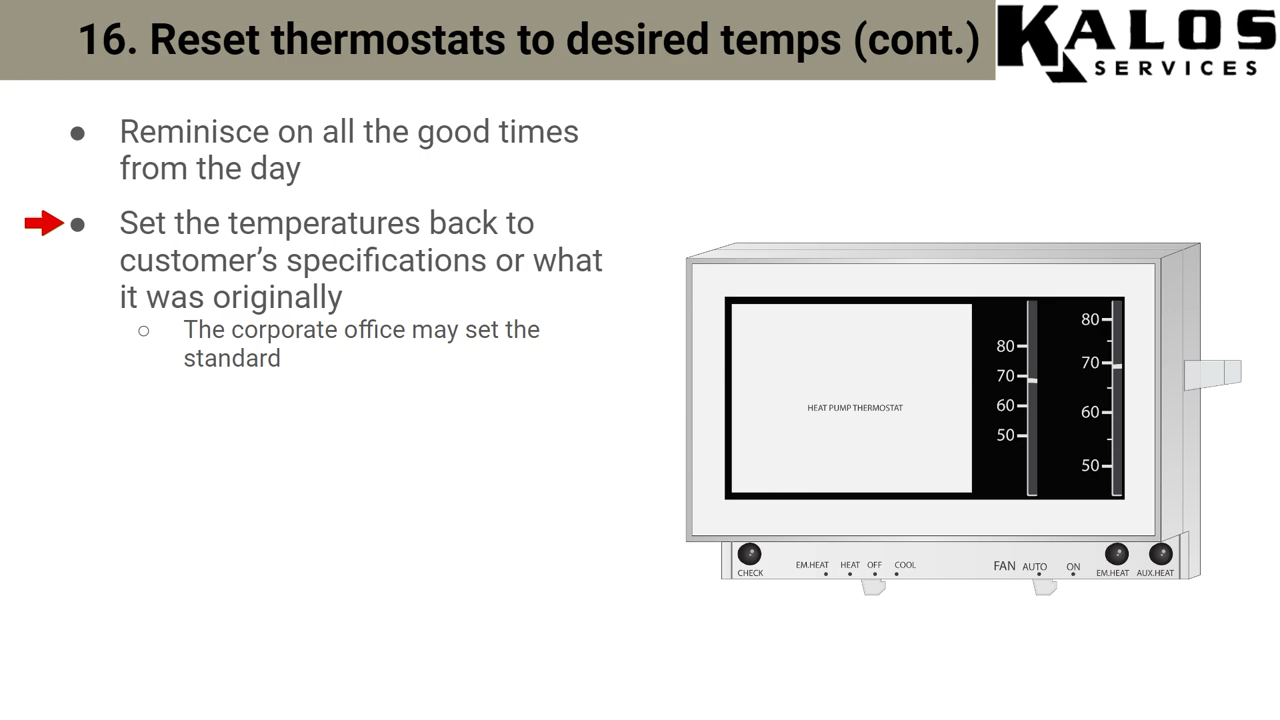 16. Reset thermostats to desired temps (cont.)
KALOS
SERVICES
● Reminisce on all the good times
from the day
● Set the temperatures back to
customer’s specifications or what
it was originally
○ The corporate office may set the
standard
HEAT PUMP THERMOSTAT
80
70
60
50
80
70
60
50
CHECK
EM.HEAT HEAT OFF COOL
FAN AUTO ON
EM.HEAT AUX.HEAT